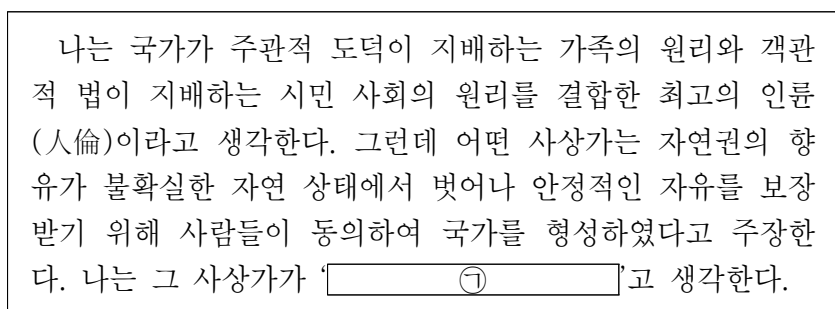 나는 국가가 주관적 도덕이 지배하는 가족의 원리와 객관
적 법이 지배하는 시민 사회의 원리를 결합한 최고의 인륜
(人倫)이라고 생각한다. 그런데 어떤 사상가는 자연권의 향
유가 불확실한 자연 상태에서 벗어나 안정적인 자유를 보장
받기 위해 사람들이 동의하여 국가를 형성하였다고 주장한
다. 나는 그 사상가가 ‘㉠’고 생각한다.